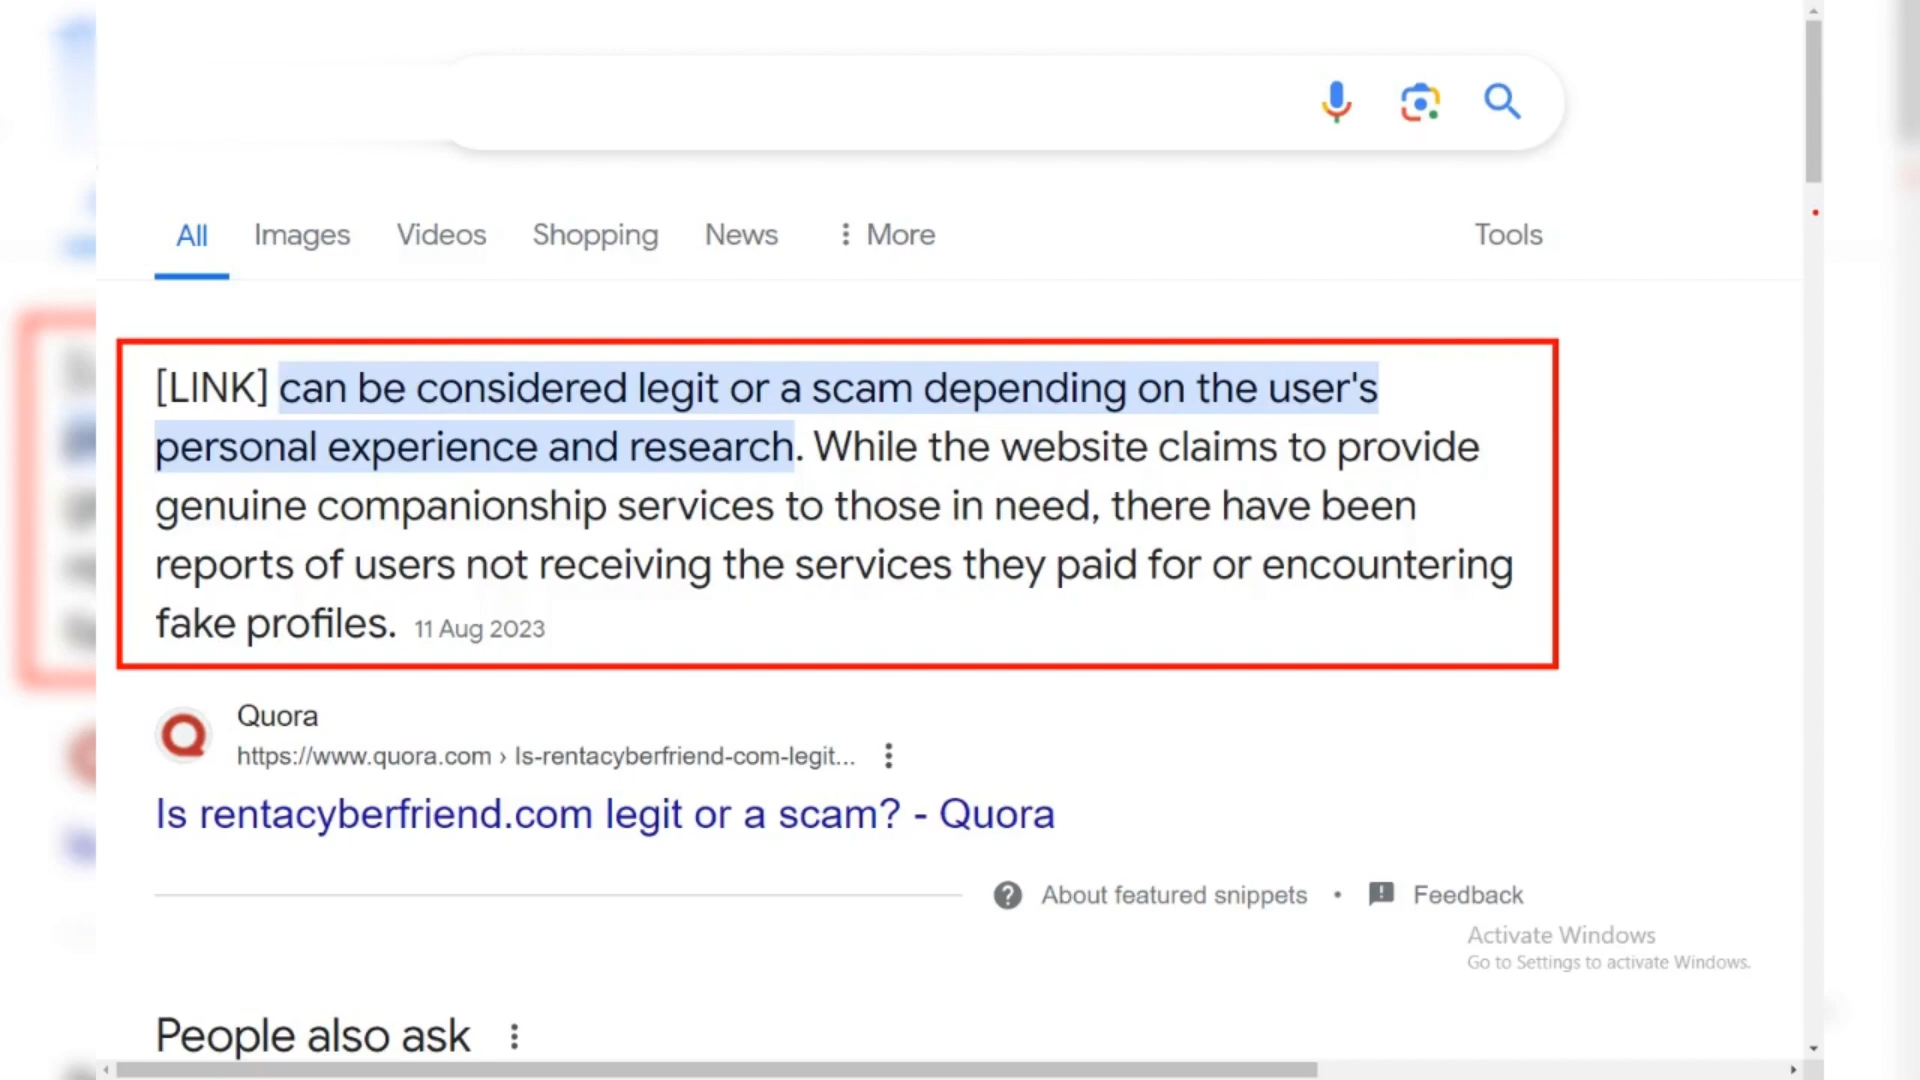 All Images Videos Shopping News More Tools
[LINK] can be considered legit or a scam depending on the user's
personal experience and research. While the website claims to provide
genuine companionship services to those in need, there have been
reports of users not receiving the services they paid for or encountering
fake profiles. 11 Aug 2023
Quora
https://www.quora.com › Is-rentacyberfriend-com-legit...
Is rentacyberfriend.com legit or a scam? - Quora
About featured snippets • Feedback
Activate Windows
Go to Settings to activate Windows.
People also ask